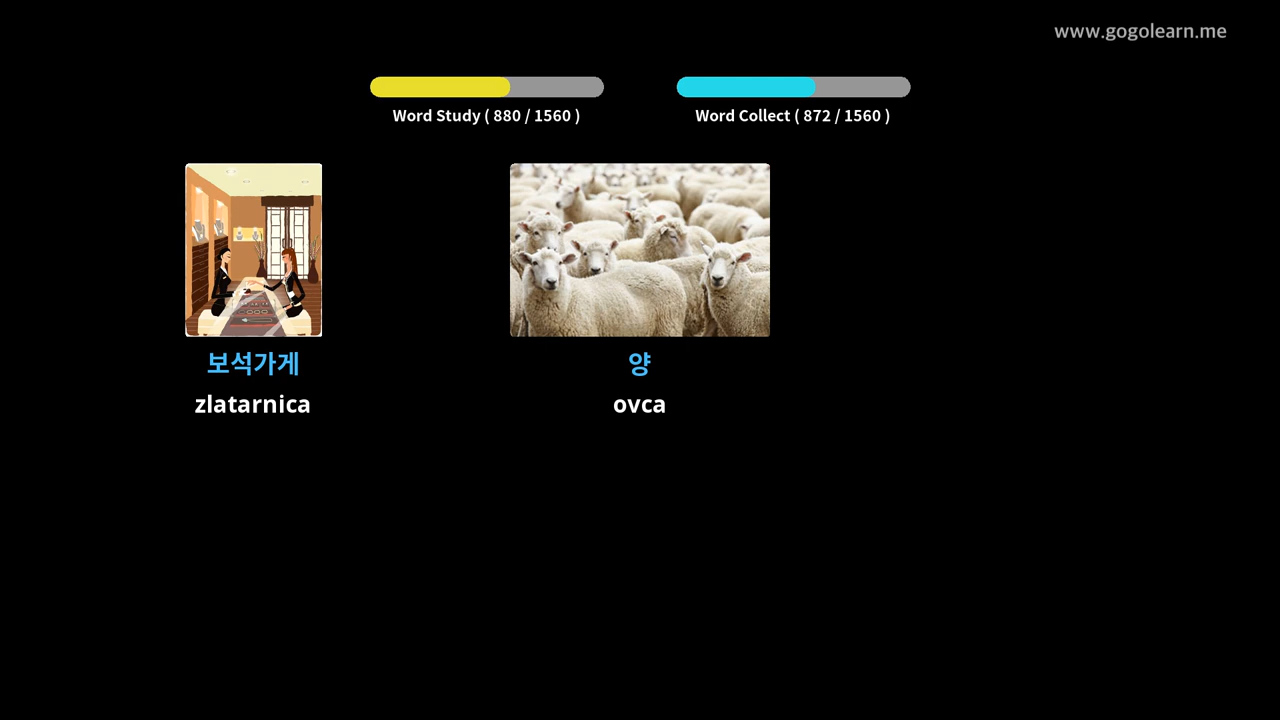 www.gogolearn.me
Word Study ( 880 / 1560 )
Word Collect ( 872 / 1560 )
보석가게
양
zlatarnica
ovca